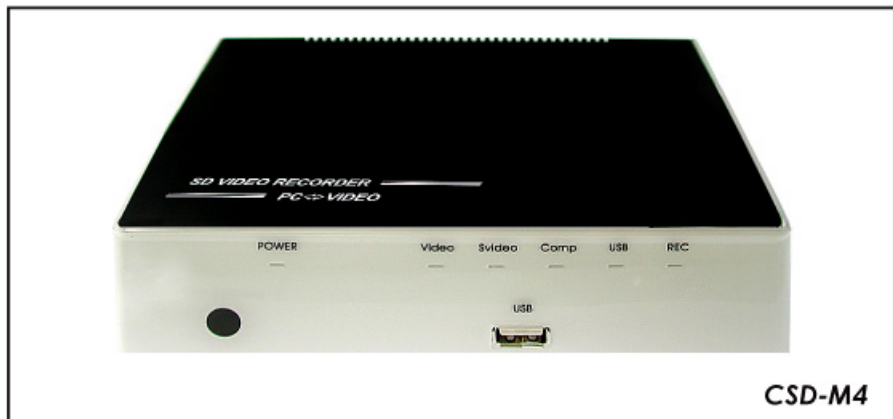 SD VIDEO RECORDER
PC⇔VIDEO
POWER Video Svideo Comp USB REC
USB
CSD-M4